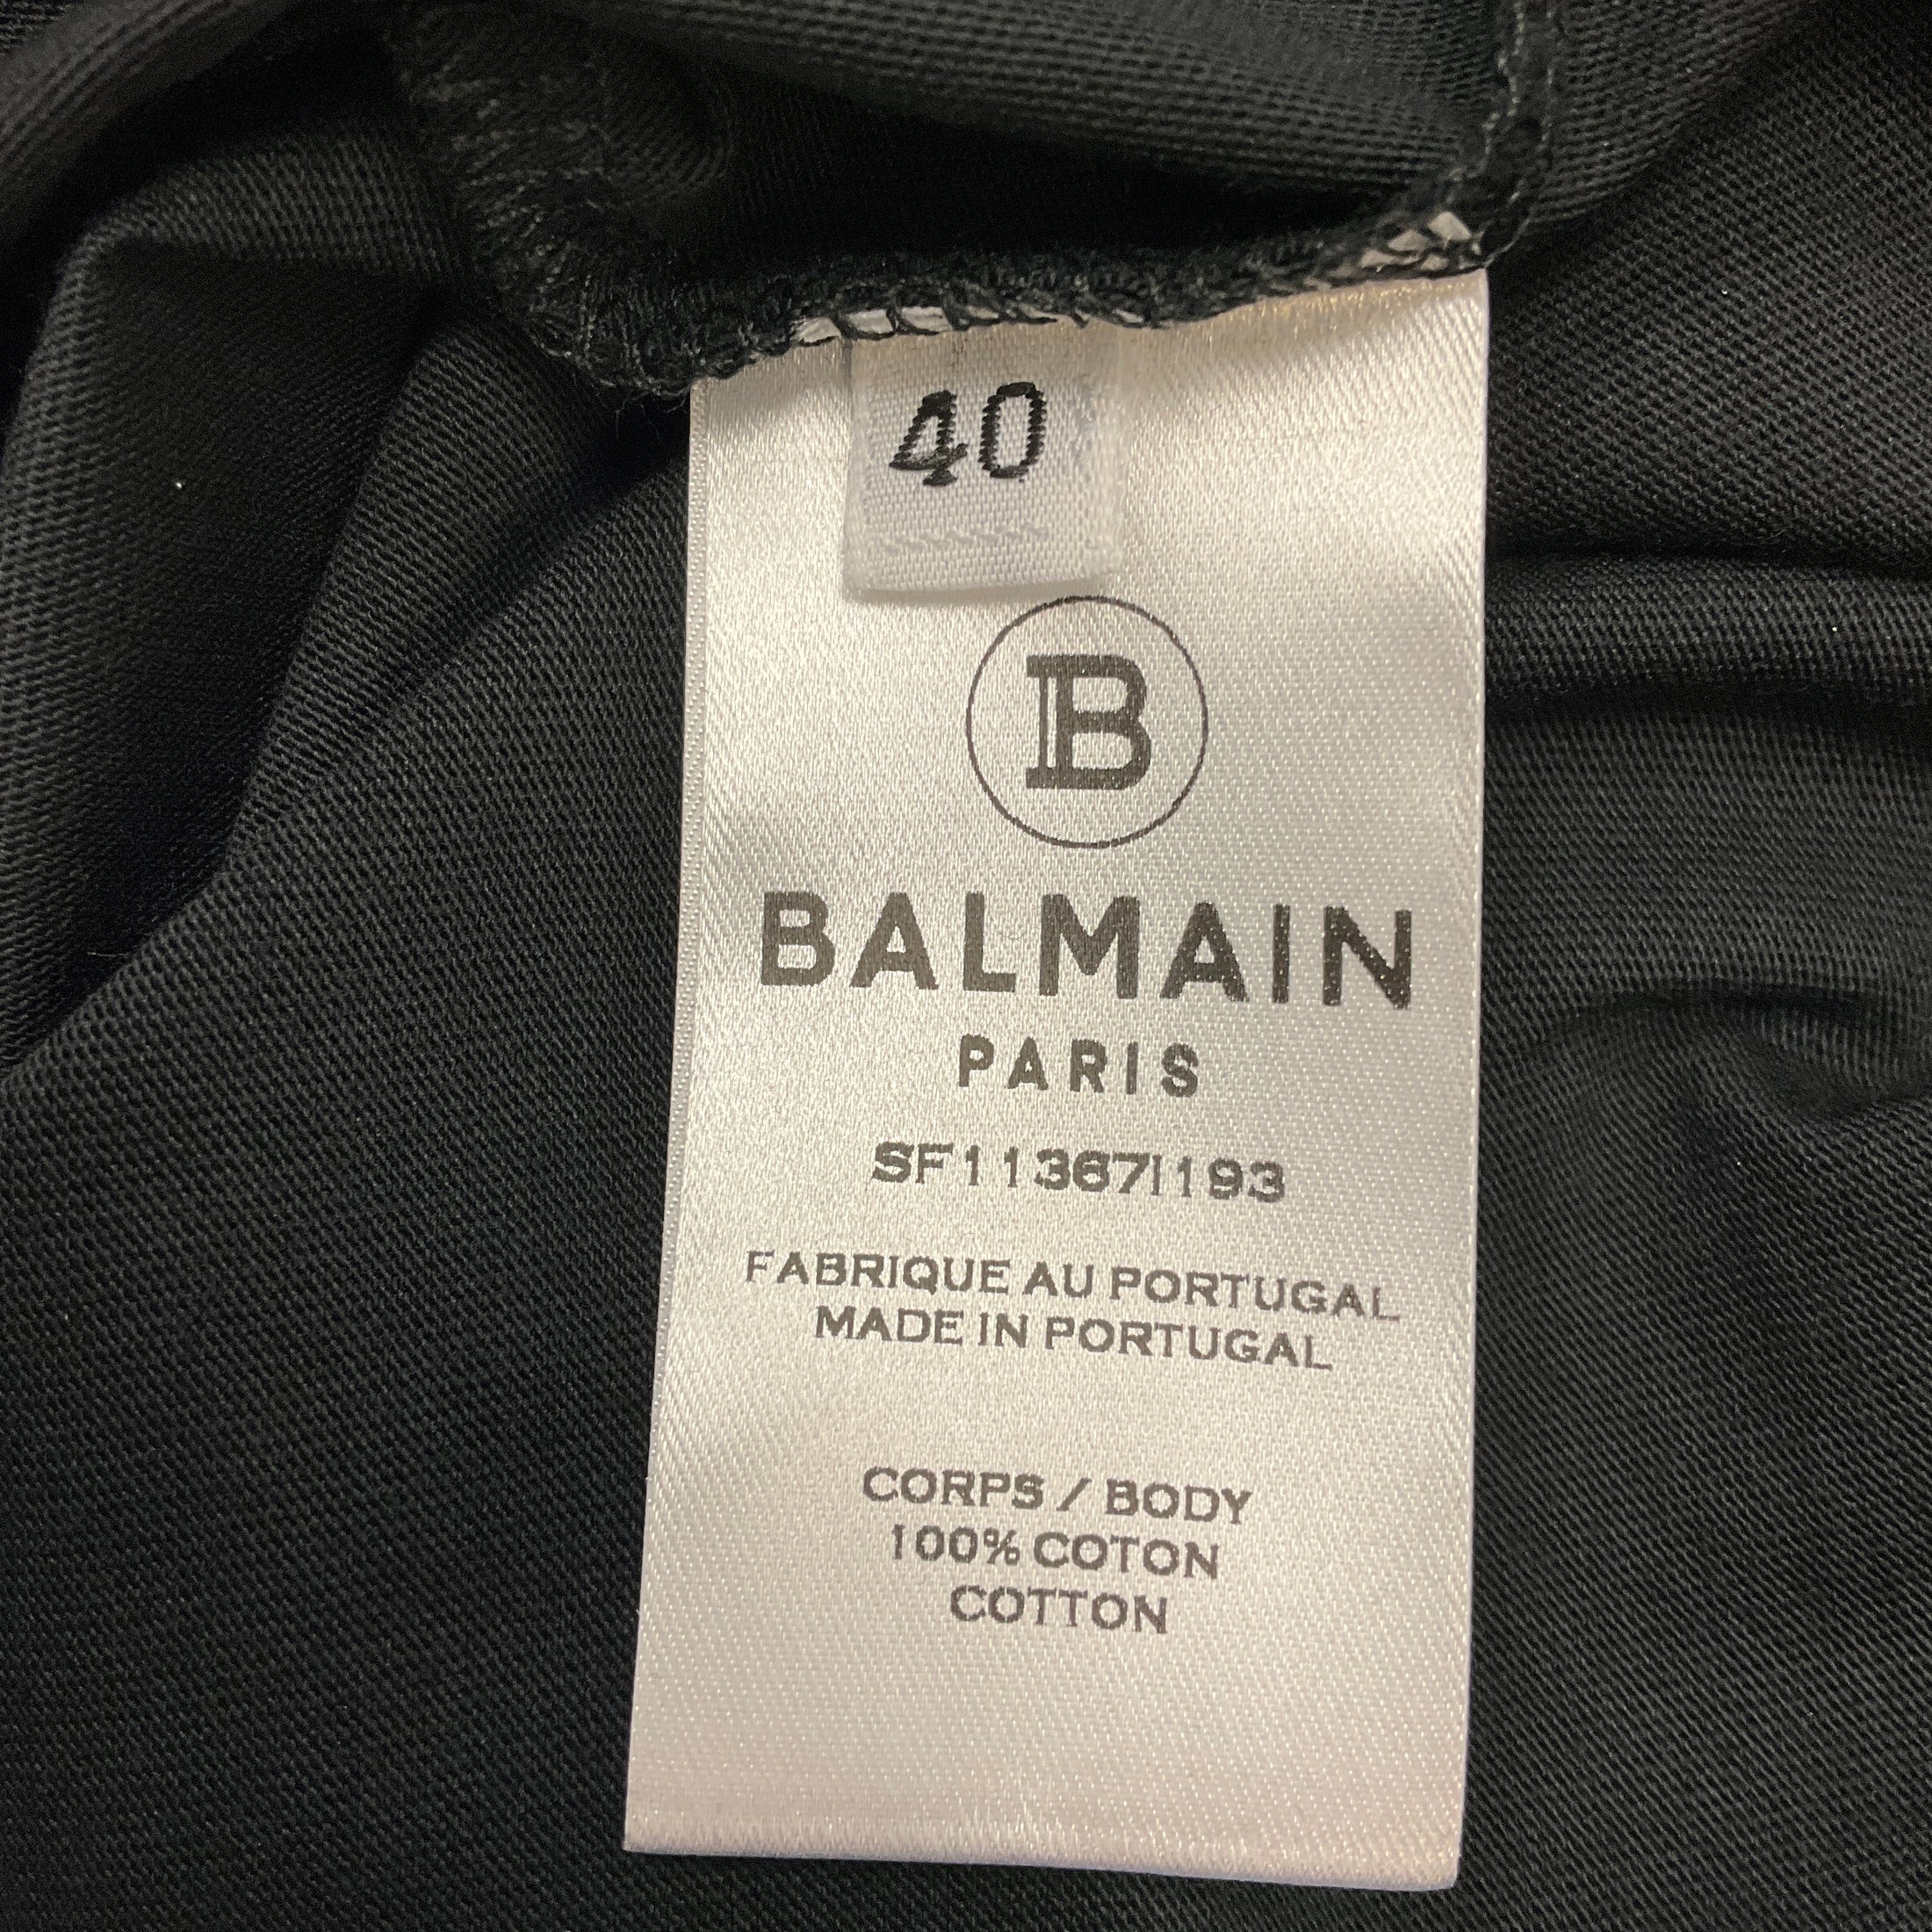 40
B
BALMAIN
PARIS
SF11367I193
FABRIQUE AU PORTUGAL
MADE IN PORTUGAL
CORPS / BODY
100% COTON
COTTON